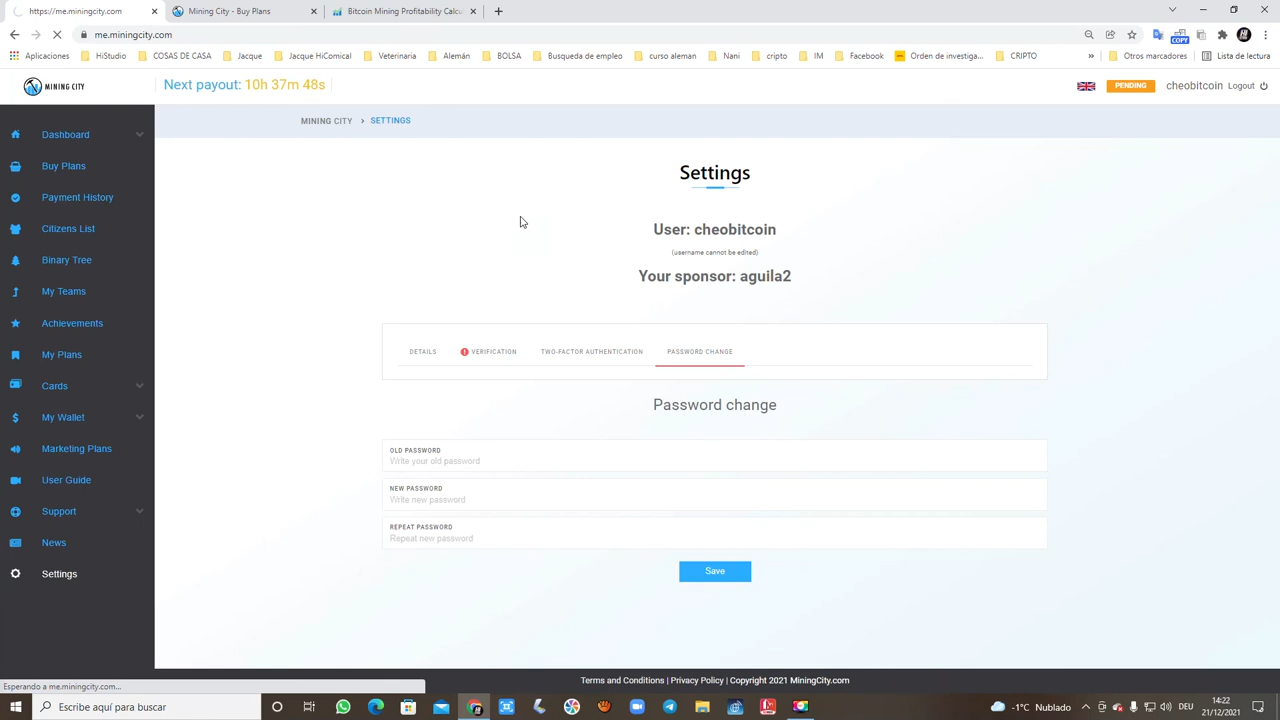 https://me.miningcity.com/
Mining City - Buy Plans
Bitcoin Mining Profitability Calcu
me.miningcity.com
Aplicaciones
HiStudio
COSAS DE CASA
Jacque
Jacque HiComical
Veterinaria
Alemán
BOLSA
Busqueda de empleo
curso aleman
Nani
cripto
IM
Facebook
Orden de investiga...
CRIPTO
»
Otros marcadores
Lista de lectura
COPY
MINING CITY
Next payout: 10h 37m 48s
PENDING
cheobitcoin
Logout
MINING CITY > SETTINGS
Dashboard
Buy Plans
Payment History
Citizens List
Binary Tree
My Teams
Achievements
My Plans
Cards
My Wallet
Marketing Plans
User Guide
Support
News
Settings
Settings
User: cheobitcoin
(username cannot be edited)
Your sponsor: aguila2
DETAILS
VERIFICATION
TWO-FACTOR AUTHENTICATION
PASSWORD CHANGE
Password change
OLD PASSWORD
Write your old password
NEW PASSWORD
Write new password
REPEAT PASSWORD
Repeat new password
Save
Terms and Conditions | Privacy Policy | Copyright 2021 MiningCity.com
Esperando a me.miningcity.com...
Escribe aquí para buscar
-1°C Nublado
DEU
14:22
21/12/2021